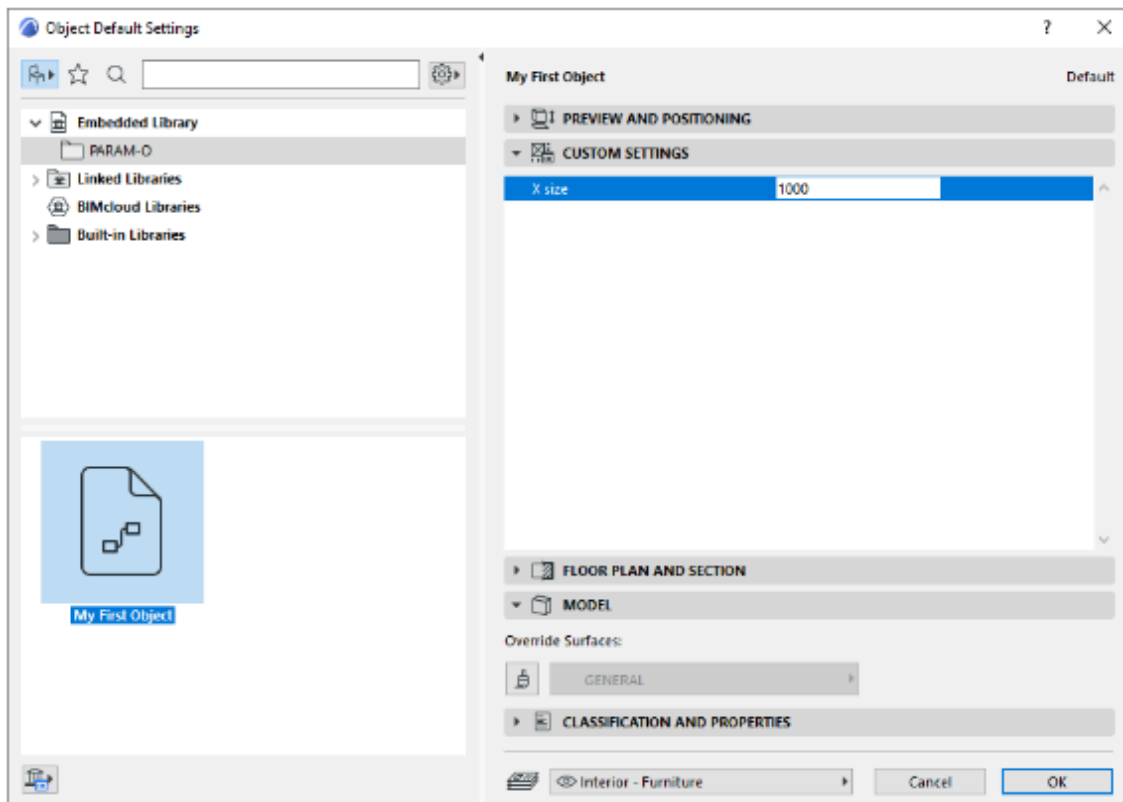 Object Default Settings
?
Embedded Library
PARAM-O
Linked Libraries
BIMcloud Libraries
Built-in Libraries
My First Object
My First Object
Default
PREVIEW AND POSITIONING
CUSTOM SETTINGS
X size 1000
FLOOR PLAN AND SECTION
MODEL
Override Surfaces:
GENERAL
CLASSIFICATION AND PROPERTIES
Interior - Furniture
Cancel
OK